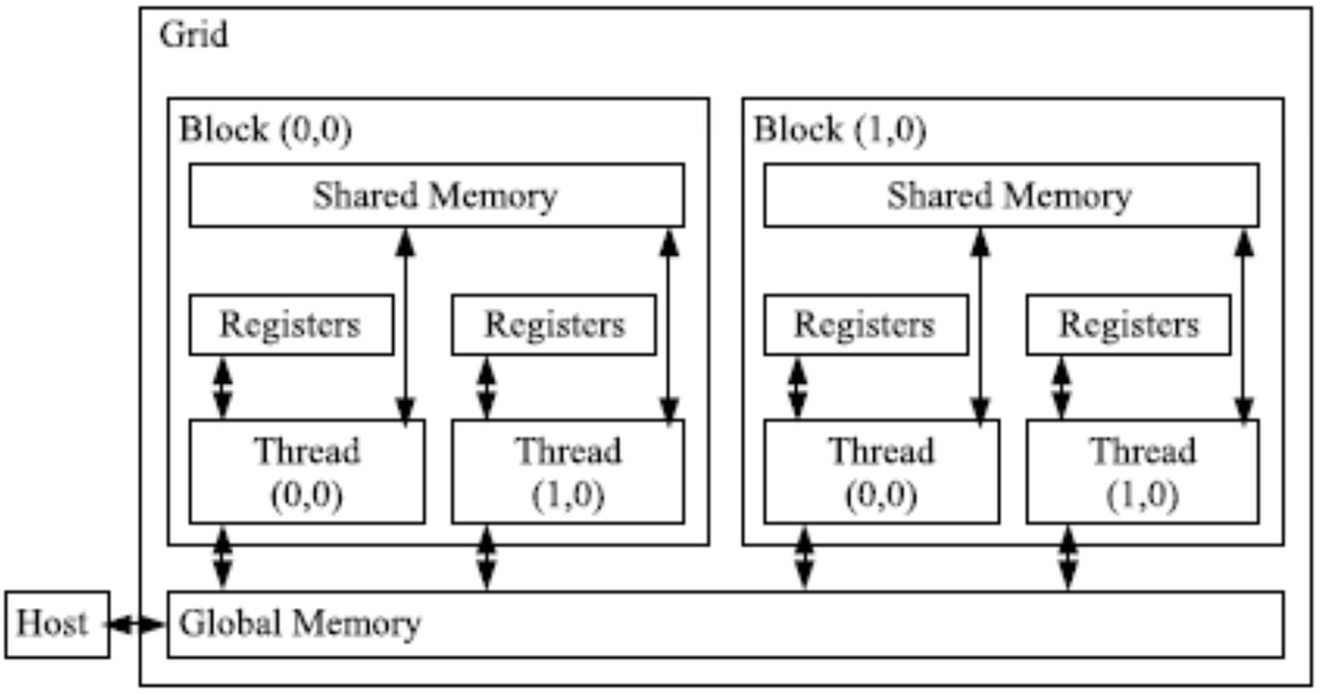 Grid
Block (0,0)
Block (1,0)
Shared Memory
Shared Memory
Registers
Registers
Registers
Registers
Thread
(0,0)
Thread
(1,0)
Thread
(0,0)
Thread
(1,0)
Host
Global Memory